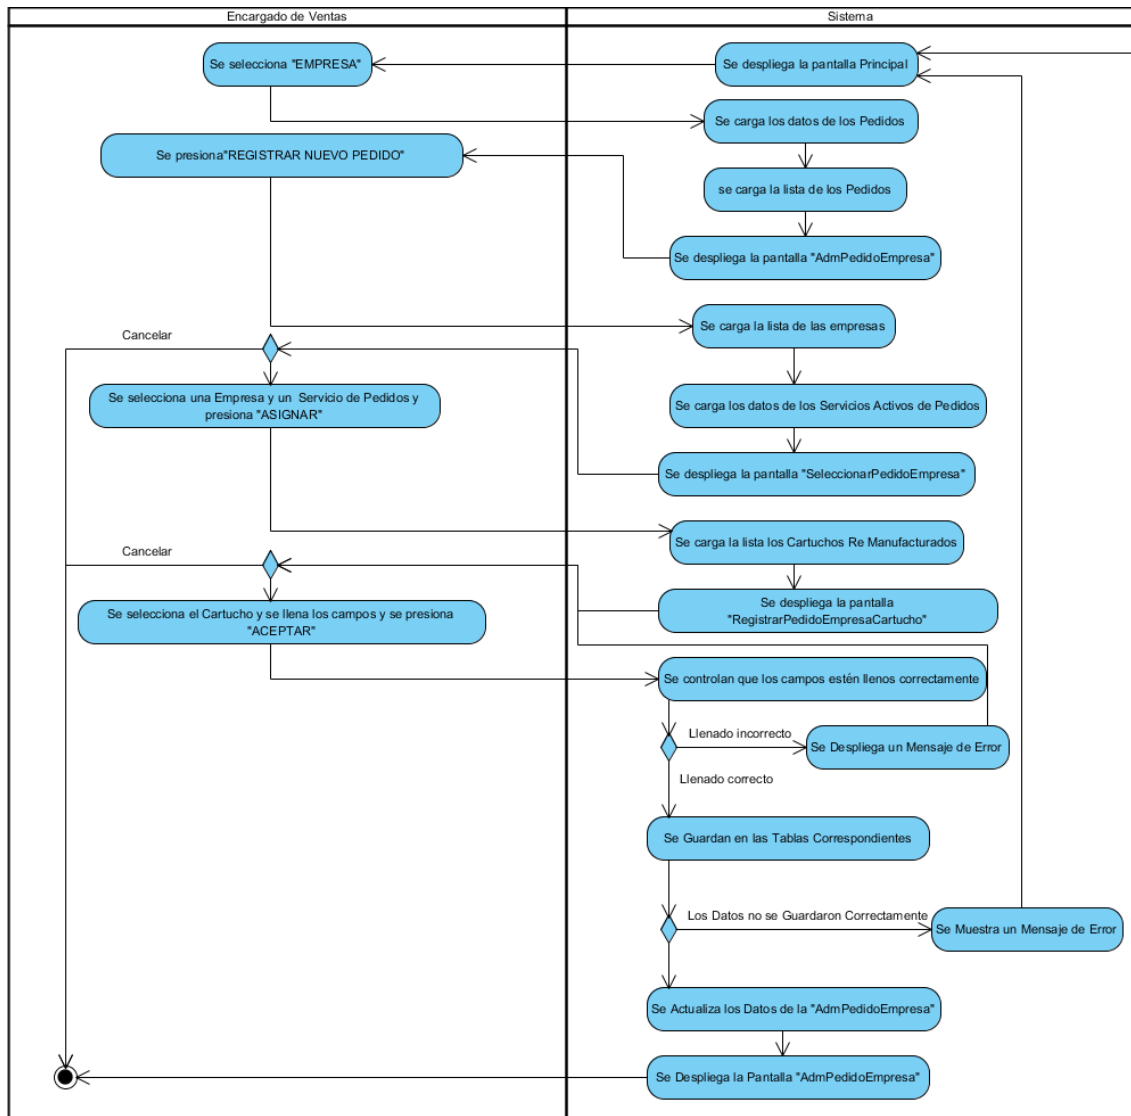 Encargado de Ventas
Sistema
Se selecciona "EMPRESA"
Se despliega la pantalla Principal
Se carga los datos de los Pedidos
Se presiona"REGISTRAR NUEVO PEDIDO"
se carga la lista de los Pedidos
Se despliega la pantalla "AdmPedidoEmpresa"
Se carga la lista de las empresas
Cancelar
Se selecciona una Empresa y un Servicio de Pedidos y
presiona "ASIGNAR"
Se carga los datos de los Servicios Activos de Pedidos
Se despliega la pantalla "SeleccionarPedidoEmpresa"
Se carga la lista los Cartuchos Re Manufacturados
Cancelar
Se selecciona el Cartucho y se llena los campos y se presiona
"ACEPTAR"
Se despliega la pantalla
"RegistrarPedidoEmpresaCartucho"
Se controlan que los campos estén llenos correctamente
Llenado incorrecto
Se Despliega un Mensaje de Error
Llenado correcto
Se Guardan en las Tablas Correspondientes
Los Datos no se Guardaron Correctamente
Se Muestra un Mensaje de Error
Se Actualiza los Datos de la "AdmPedidoEmpresa"
Se Despliega la Pantalla "AdmPedidoEmpresa"